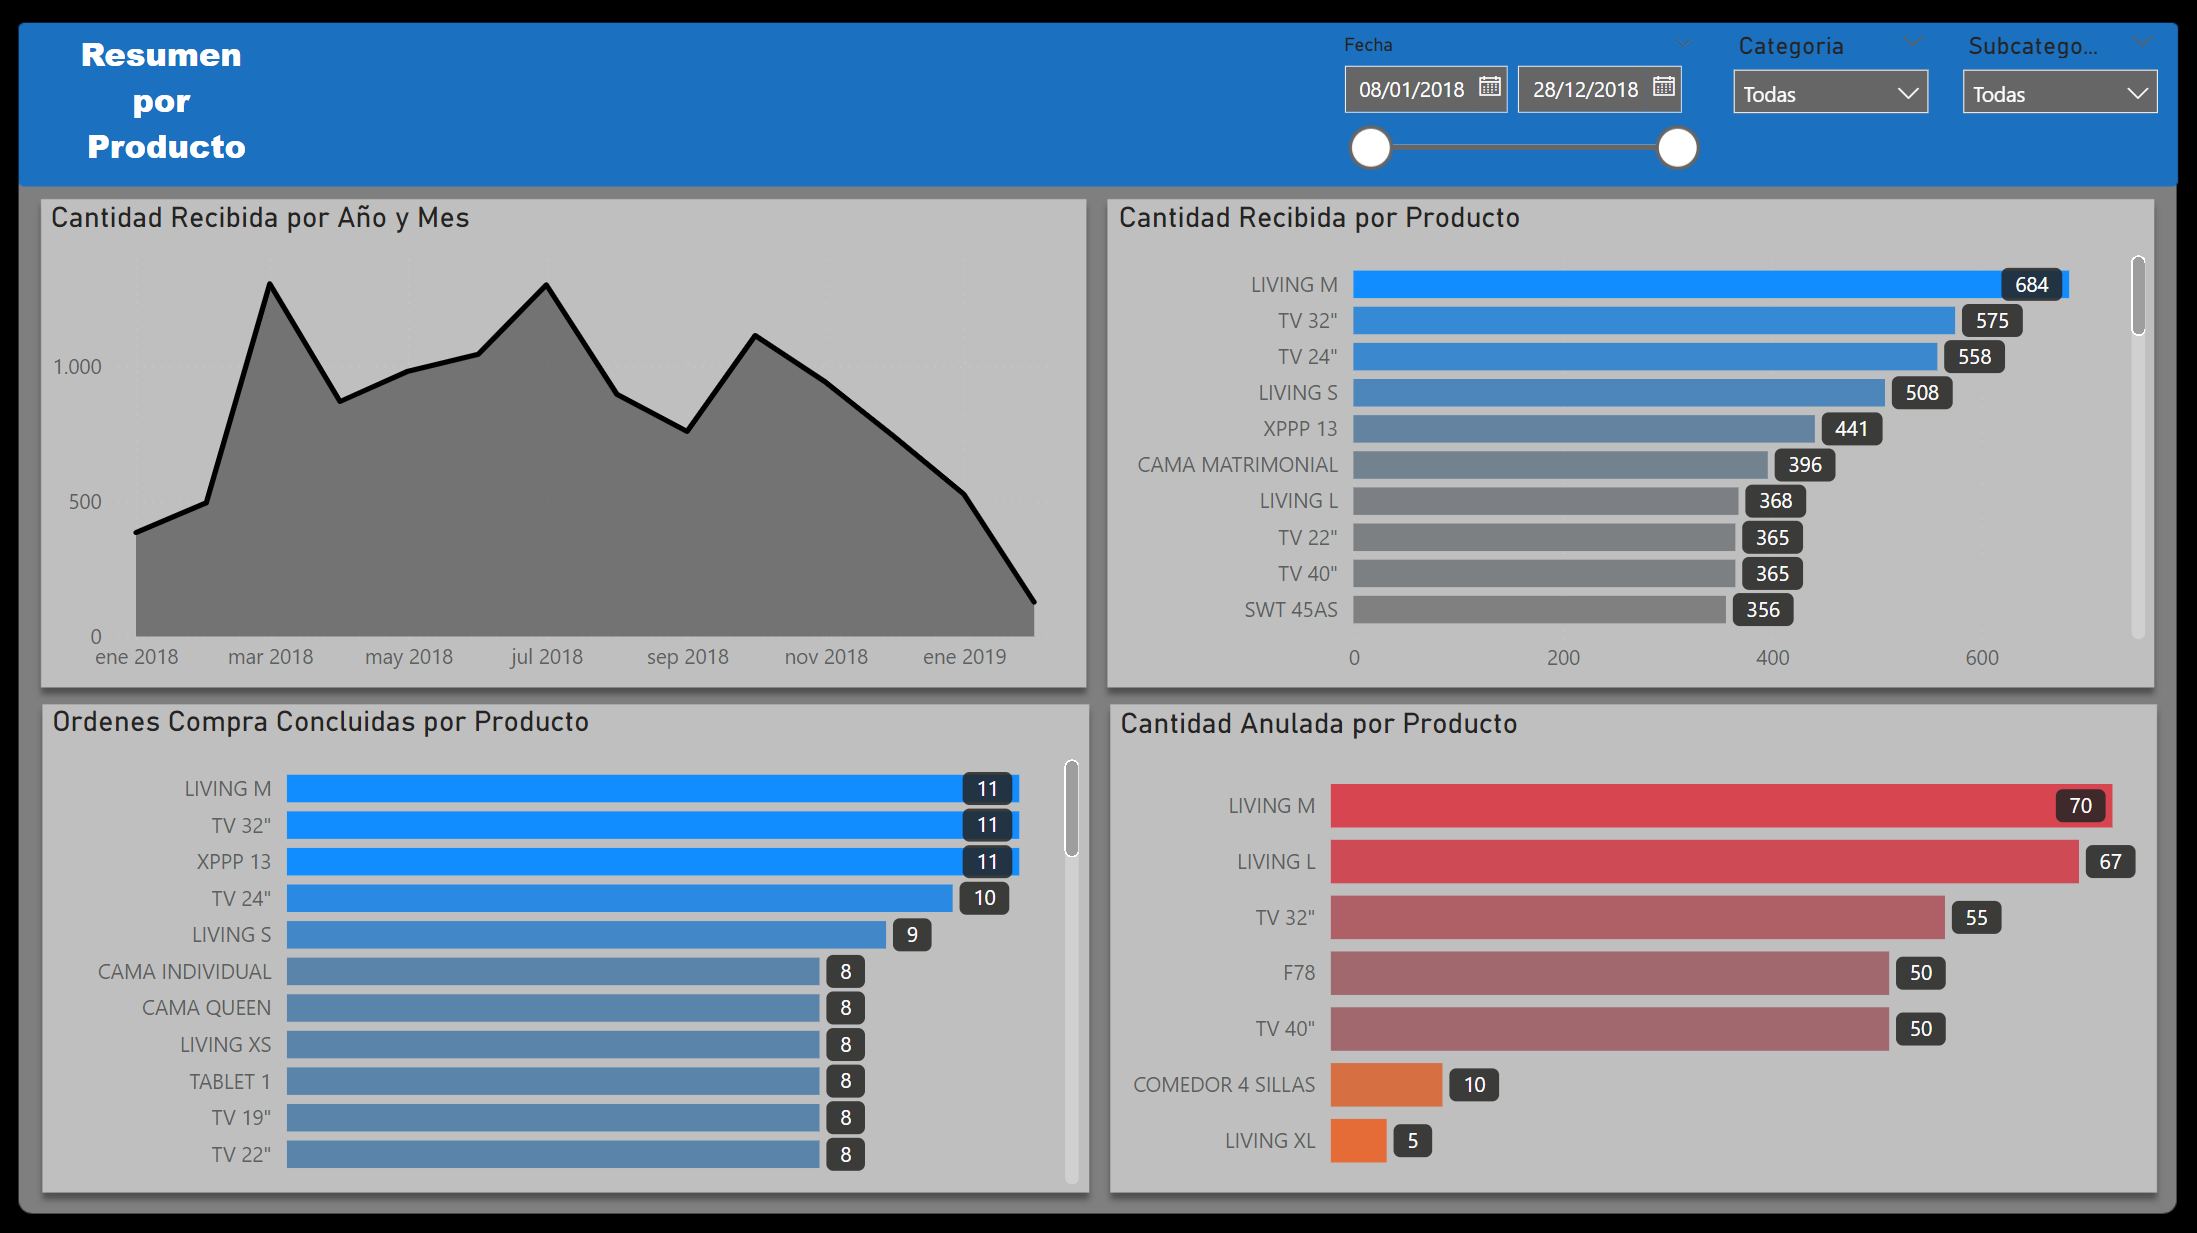 Resumen
por
Producto
Fecha
08/01/2018
28/12/2018
Categoria
Todas
Subcatego...
Todas
Cantidad Recibida por Año y Mes
1.000
500
0
ene 2018
mar 2018
may 2018
jul 2018
sep 2018
nov 2018
ene 2019
Cantidad Recibida por Producto
LIVING M 684
TV 32" 575
TV 24" 558
LIVING S 508
XPPP 13 441
CAMA MATRIMONIAL 396
LIVING L 368
TV 22" 365
TV 40" 365
SWT 45AS 356
0 200 400 600
Ordenes Compra Concluidas por Producto
LIVING M 11
TV 32" 11
XPPP 13 11
TV 24" 10
LIVING S 9
CAMA INDIVIDUAL 8
CAMA QUEEN 8
LIVING XS 8
TABLET 1 8
TV 19" 8
TV 22" 8
Cantidad Anulada por Producto
LIVING M 70
LIVING L 67
TV 32" 55
F78 50
TV 40" 50
COMEDOR 4 SILLAS 10
LIVING XL 5